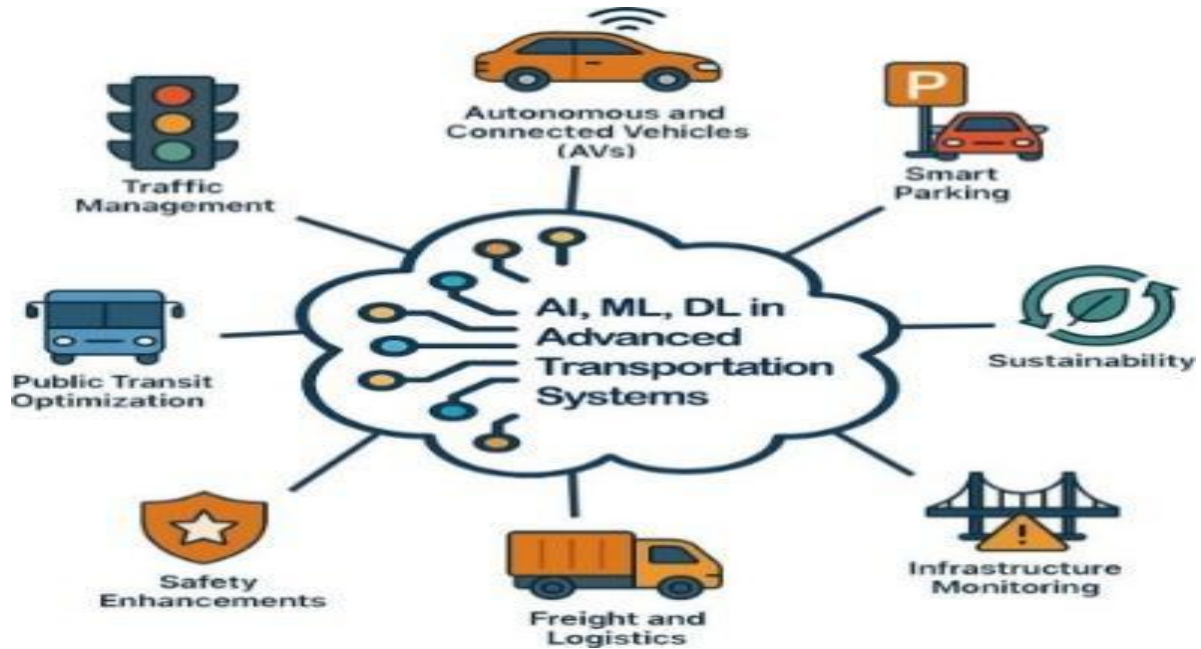 Autonomous and
Connected Vehicles
(AVs)
P
Smart
Parking
Traffic
Management
AI, ML, DL in
Advanced
Transportation
Systems
Sustainability
Public Transit
Optimization
Infrastructure
Monitoring
Safety
Enhancements
Freight and
Logistics